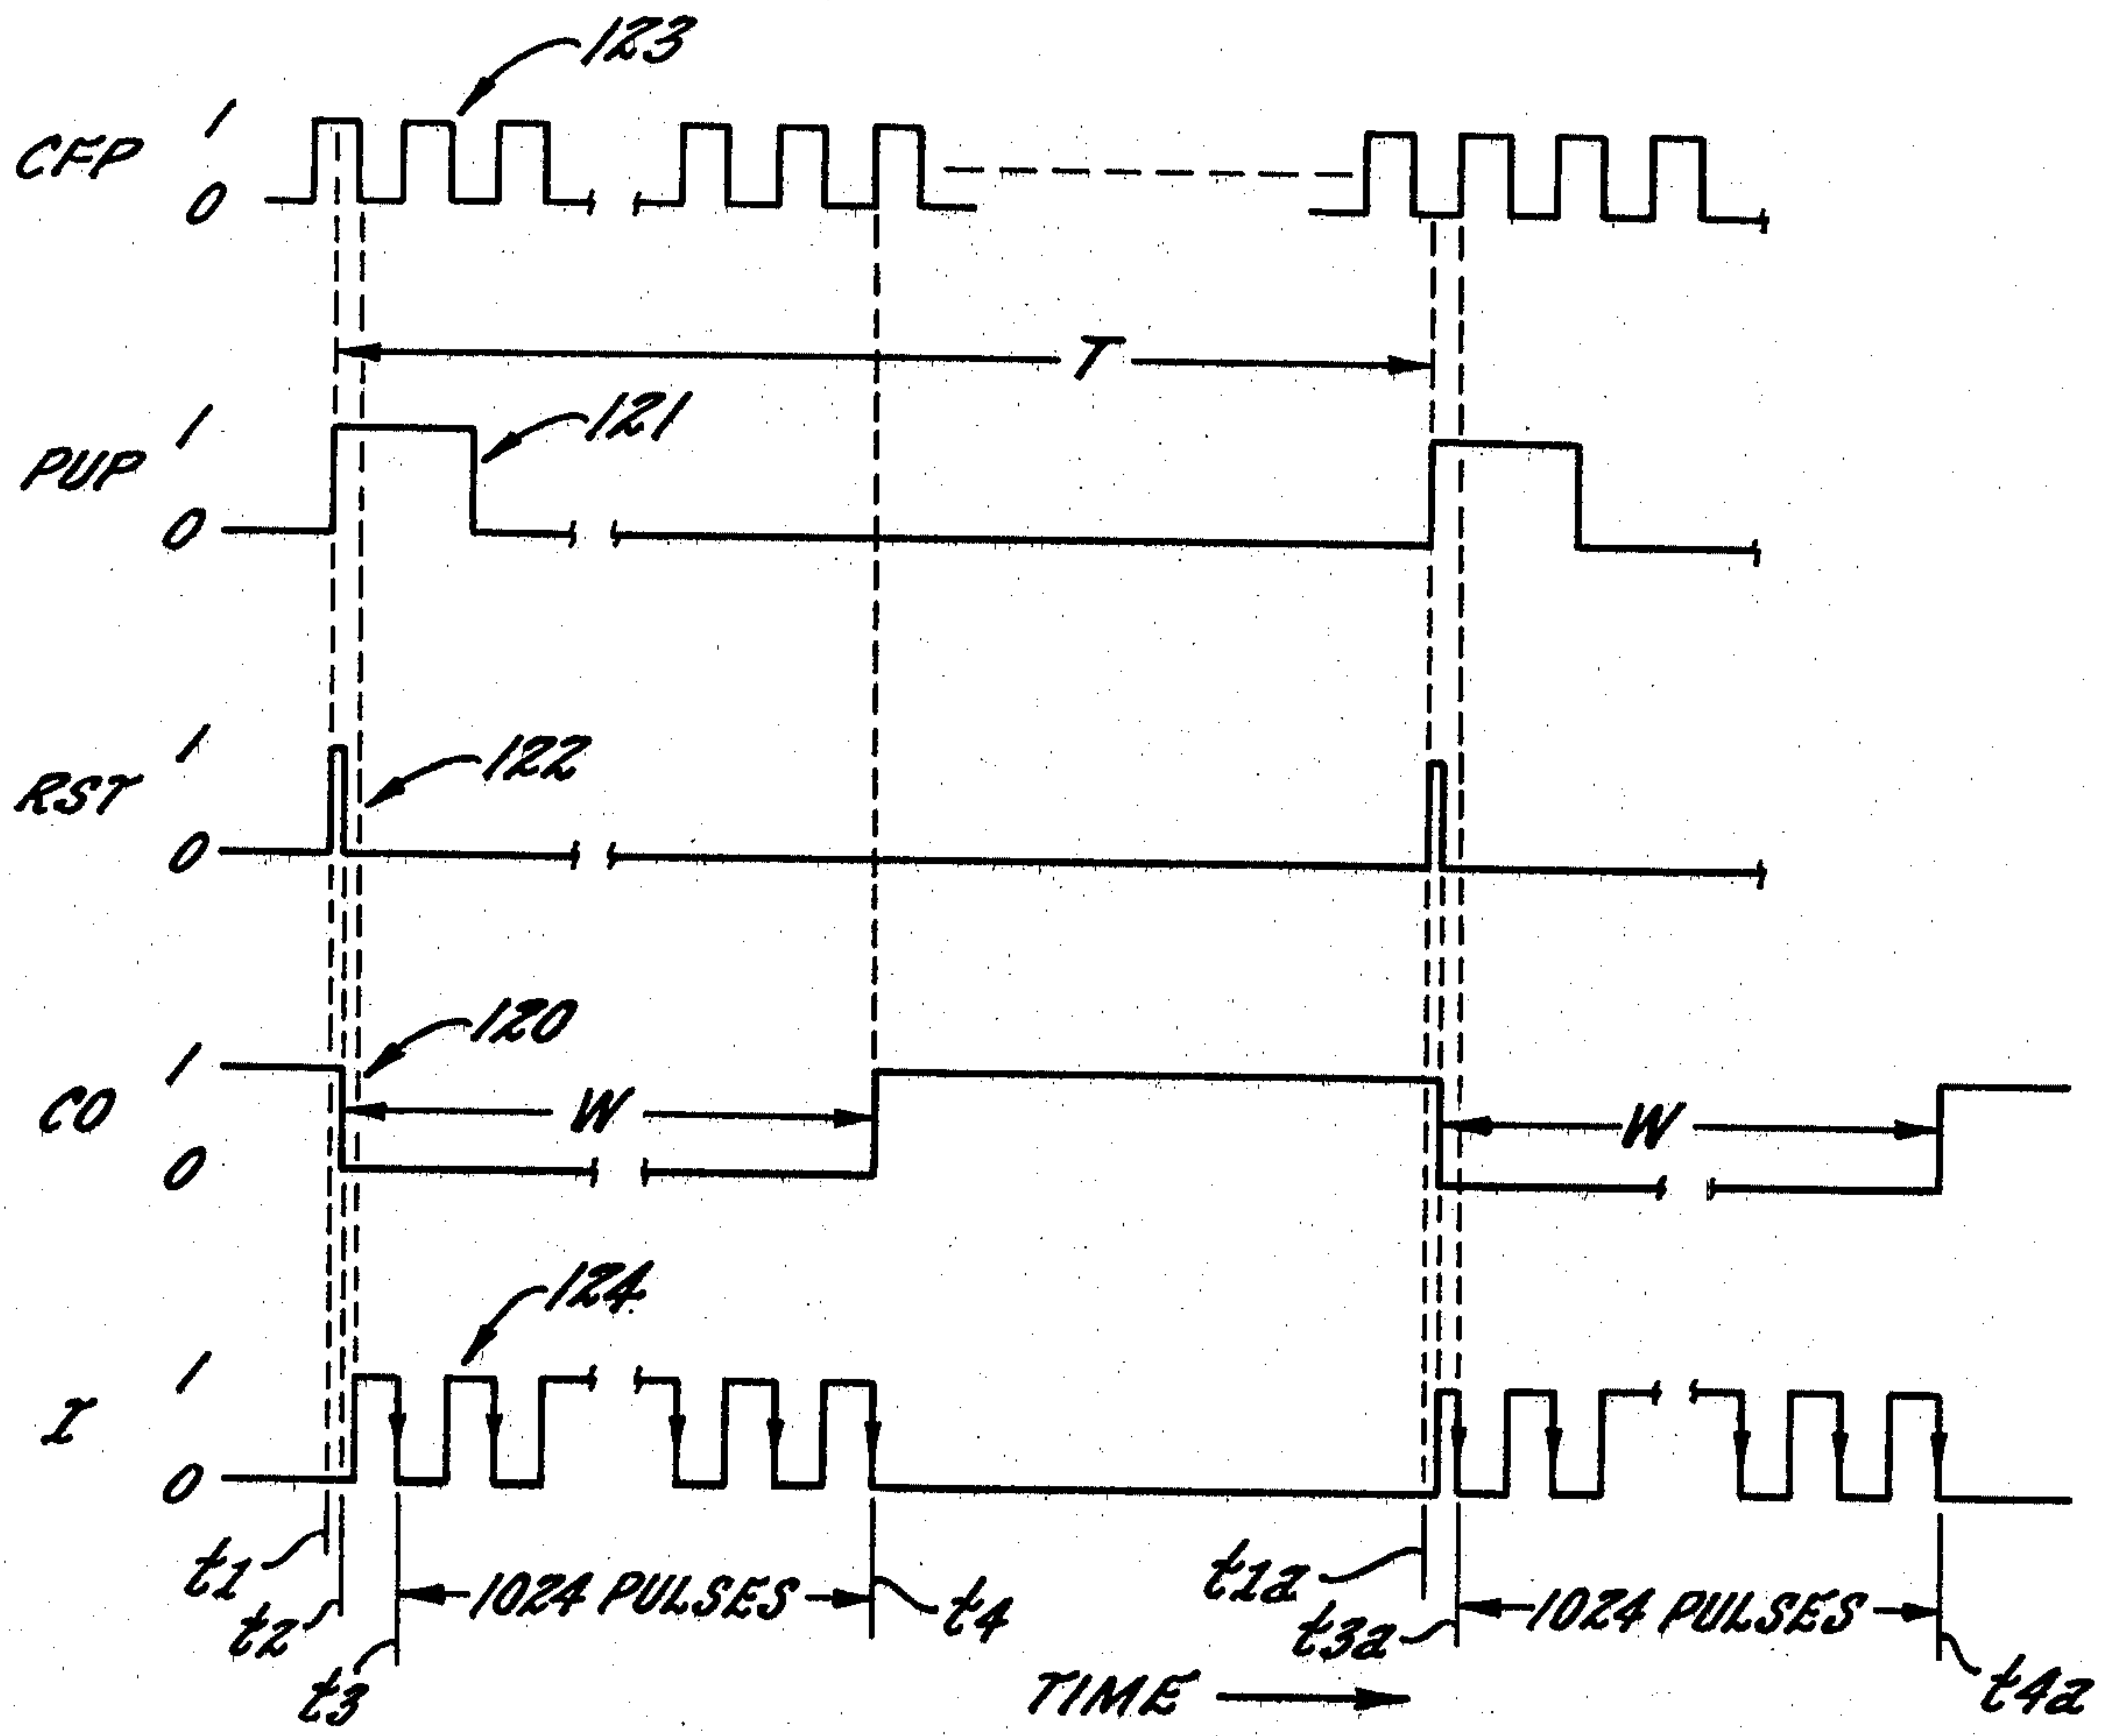 123
CFP 1
0
T
PUP 1
0
121
RST 1
0
122
CO 1
0
120
W
W
I 1
0
124
t1
t2
t3
1024 PULSES
t4
t1a
t3a
1024 PULSES
t4a
TIME